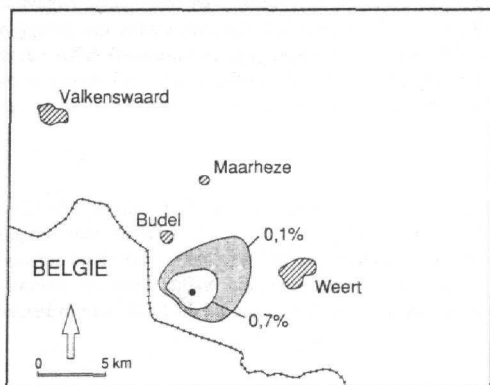 Valkenswaard
Maarheze
Budel
0,1%
BELGIE
Weert
0,7%
0 5 km